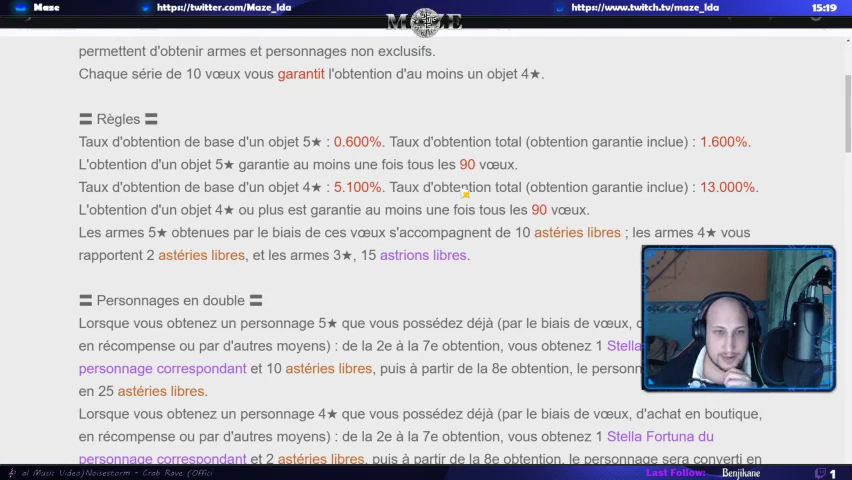 Maze https://twitter.com/Maze_lda https://www.twitch.tv/maze_lda 15:19
MAZE
permettent d'obtenir armes et personnages non exclusifs.
Chaque série de 10 vœux vous garantit l'obtention d'au moins un objet 4★.
〓 Règles 〓
Taux d'obtention de base d'un objet 5★ : 0.600%. Taux d'obtention total (obtention garantie inclue) : 1.600%.
L'obtention d'un objet 5★ garantie au moins une fois tous les 90 vœux.
Taux d'obtention de base d'un objet 4★ : 5.100%. Taux d'obtention total (obtention garantie inclue) : 13.000%.
L'obtention d'un objet 4★ ou plus est garantie au moins une fois tous les 90 vœux.
Les armes 5★ obtenues par le biais de ces vœux s'accompagnent de 10 astéries libres ; les armes 4★ vous
rapportent 2 astéries libres, et les armes 3★, 15 astrions libres.
〓 Personnages en double 〓
Lorsque vous obtenez un personnage 5★ que vous possédez déjà (par le biais de vœux, d
en récompense ou par d'autres moyens) : de la 2e à la 7e obtention, vous obtenez 1 Stella
personnage correspondant et 10 astéries libres, puis à partir de la 8e obtention, le personn
en 25 astéries libres.
Lorsque vous obtenez un personnage 4★ que vous possédez déjà (par le biais de vœux, d'achat en boutique,
en récompense ou par d'autres moyens) : de la 2e à la 7e obtention, vous obtenez 1 Stella Fortuna du
personnage correspondant et 2 astéries libres, puis à partir de la 8e obtention, le personnage sera converti en
al Music Video)Noisestorm - Crab Rave (Offici Last Follow: Benjikane 1